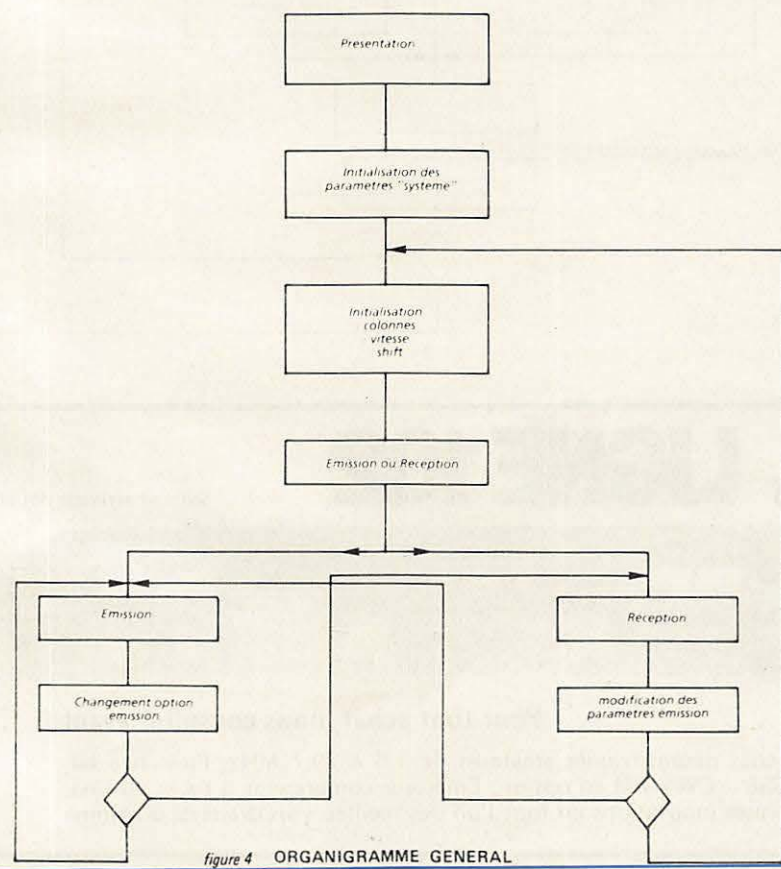 Presentation
Initialisation des
parametres "systeme"
Initialisation
colonnes
vitesse
shift
Emission ou Reception
Emission
Reception
Changement option
emission
modification des
parametres émission
figure 4 ORGANIGRAMME GENERAL